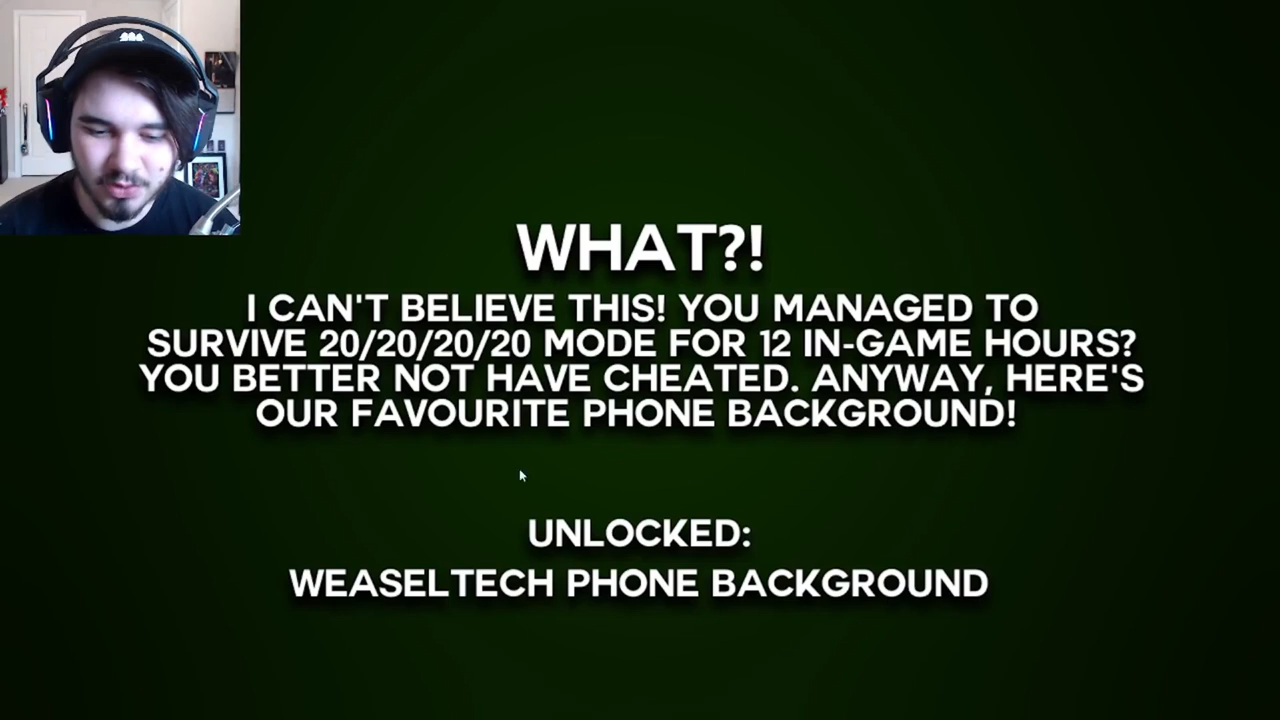 WHAT?!
I CAN'T BELIEVE THIS! YOU MANAGED TO
SURVIVE 20/20/20/20 MODE FOR 12 IN-GAME HOURS?
YOU BETTER NOT HAVE CHEATED. ANYWAY, HERE'S
OUR FAVOURITE PHONE BACKGROUND!
UNLOCKED:
WEASELTECH PHONE BACKGROUND